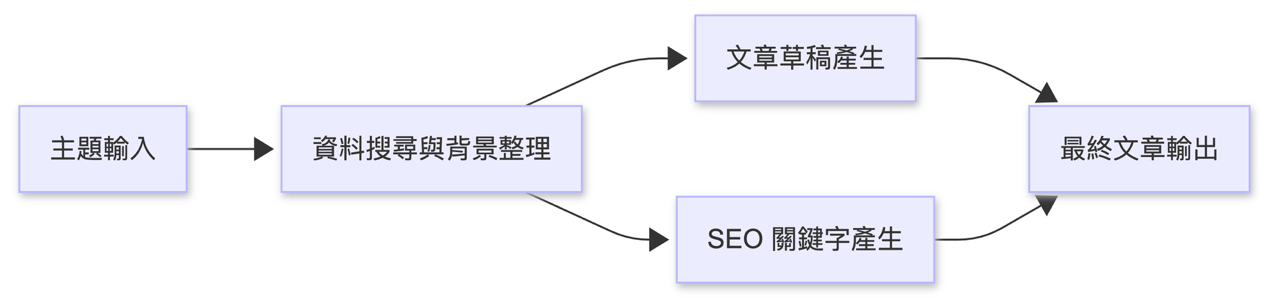 主題輸入
資料搜尋與背景整理
文章草稿產生
SEO 關鍵字產生
最終文章輸出